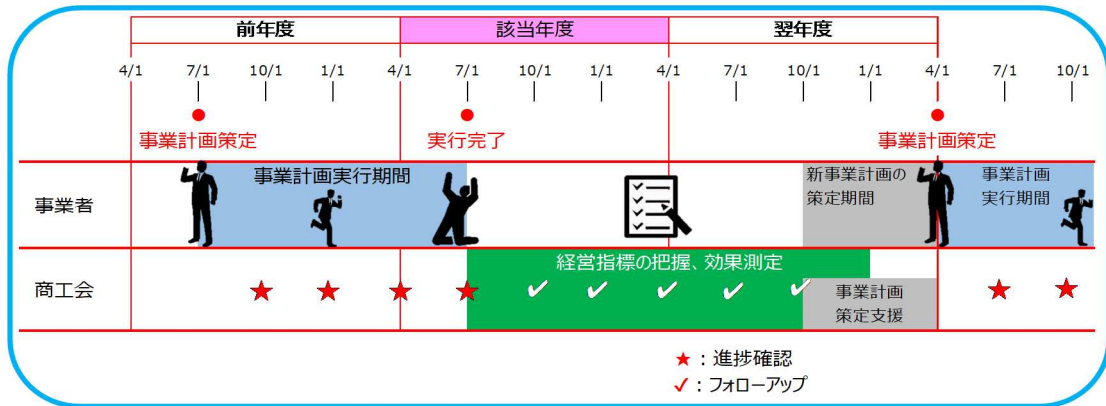 前年度
該当年度
翌年度
4/1
7/1
10/1
1/1
4/1
7/1
10/1
1/1
4/1
7/1
10/1
1/1
4/1
7/1
10/1
事業計画策定
実行完了
事業計画策定
事業者
事業計画実行期間
新事業計画の
策定期間
事業計画
実行期間
商工会
経営指標の把握、効果測定
事業計画
策定支援
★:進捗確認
✓:フォローアップ